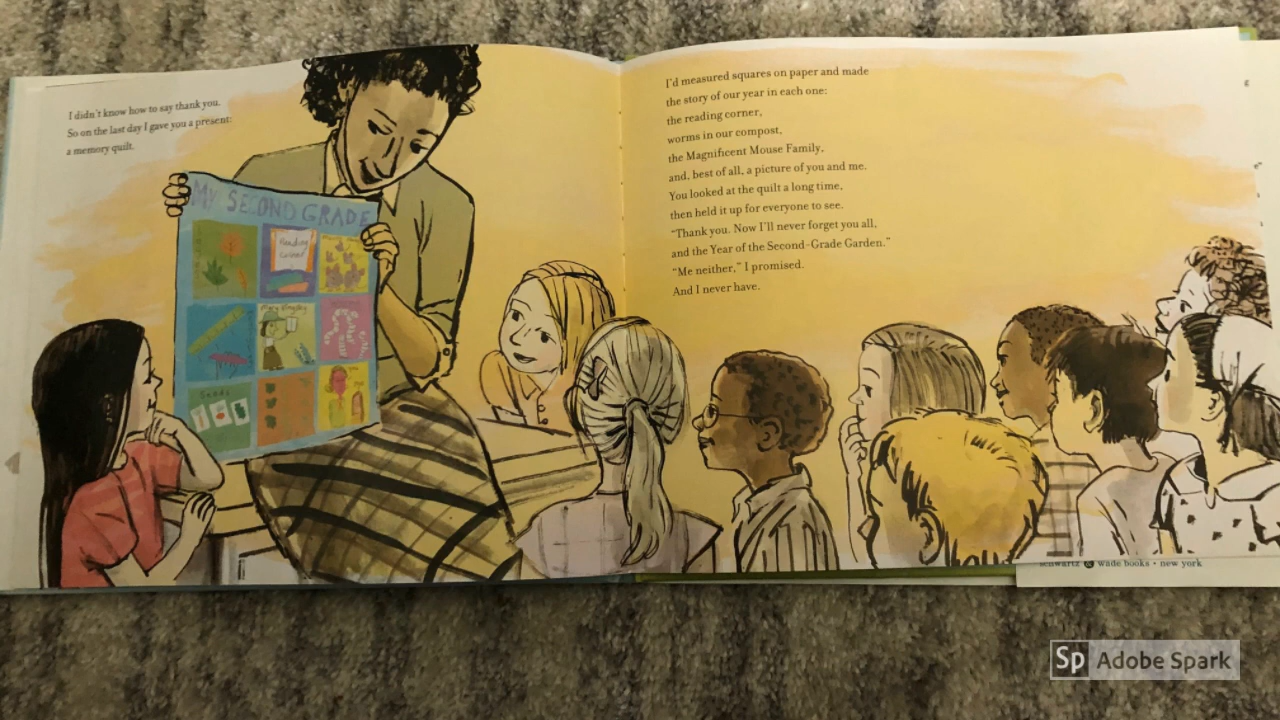 I didn't know how to say thank you.
So on the last day I gave you a present:
a memory quilt.
MY SECOND GRADE
Reading
Corner
Seeds
I'd measured squares on paper and made
the story of our year in each one:
the reading corner,
worms in our compost,
the Magnificent Mouse Family,
and, best of all, a picture of you and me.
You looked at the quilt a long time,
then held it up for everyone to see.
"Thank you. Now I'll never forget you all,
and the Year of the Second-Grade Garden."
"Me neither," I promised.
And I never have.
schwartz & wade books • new york
Sp Adobe Spark